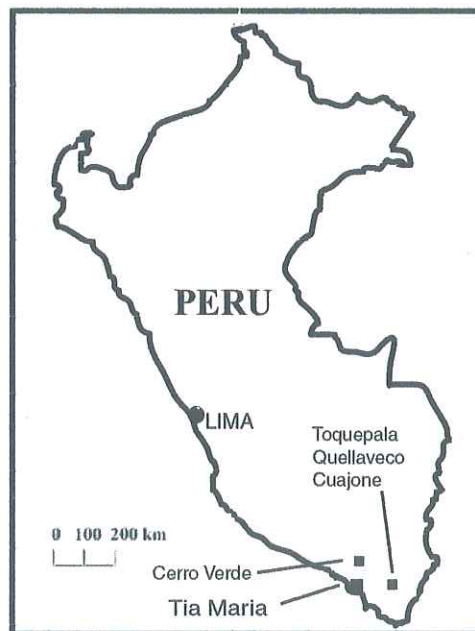 PERU
LIMA
Toquepala
Quellaveco
Cuajone
0 100 200 km
Cerro Verde
Tia Maria